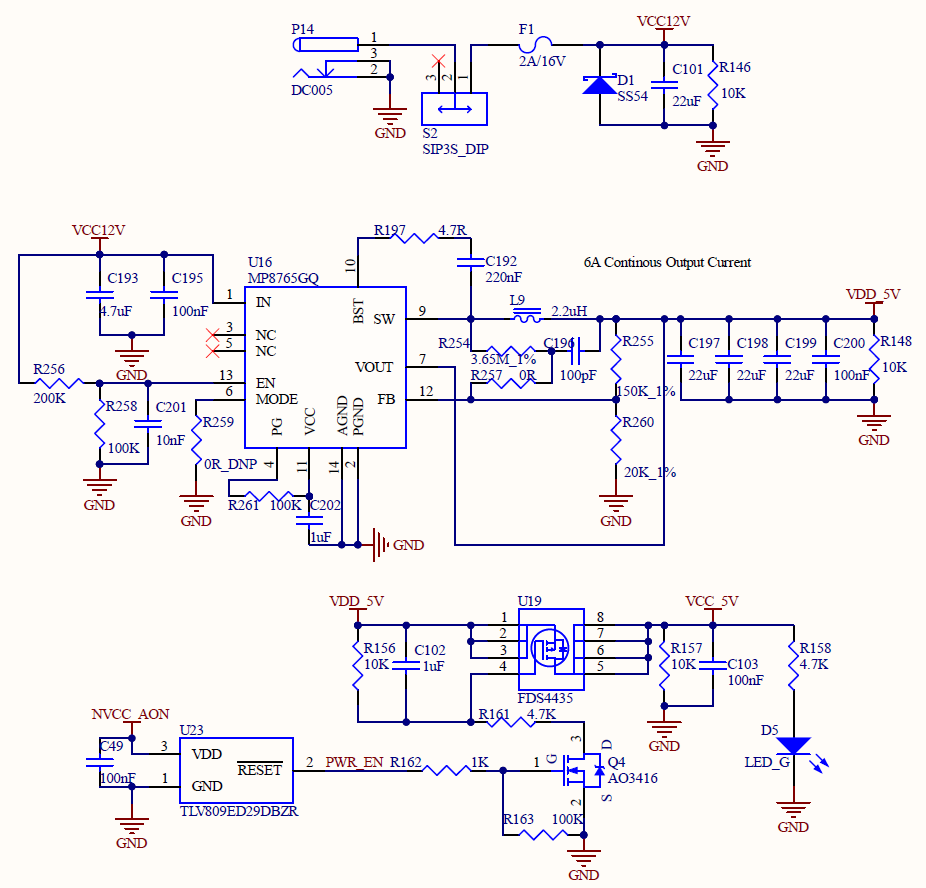 P14
1
3
2
DC005
GND
3
2
1
S2
SIP3S_DIP
F1
2A/16V
VCC12V
D1
SS54
C101
22uF
R146
10K
GND
VCC12V
C193
4.7uF
C195
100nF
GND
R256
200K
R258
100K
C201
10nF
GND
R259
0R_DNP
GND
U16
MP8765GQ
1
IN
3
NC
5
NC
13
EN
6
MODE
PG
4
VCC
11
AGND
14
PGND
2
BST
10
SW
9
VOUT
7
FB
12
R261
100K
C202
1uF
GND
R197
4.7R
C192
220nF
6A Continous Output Current
L9
2.2uH
R254
3.65M_1%
C196
100pF
R257
0R
R255
150K_1%
R260
20K_1%
GND
VDD_5V
C197
22uF
C198
22uF
C199
22uF
C200
100nF
R148
10K
GND
VDD_5V
R156
10K
C102
1uF
U19
1
2
3
4
8
7
6
5
FDS4435
VCC_5V
R157
10K
C103
100nF
GND
R158
4.7K
D5
LED_G
GND
R161
4.7K
NVCC_AON
C49
100nF
GND
U23
3
VDD
1
GND
RESET
2
TLV809ED29DBZR
PWR_EN
R162
1K
1
G
3
D
Q4
AO3416
2
S
R163
100K
GND